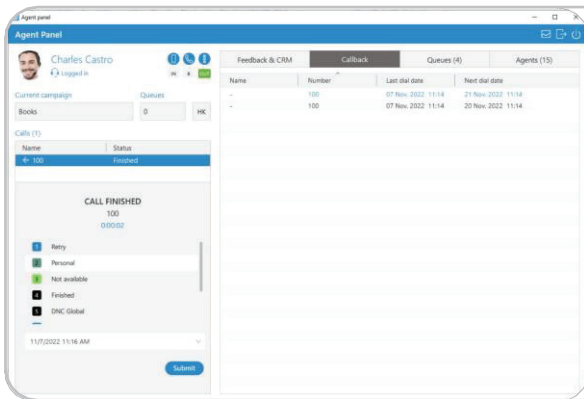 Agent panel
Agent Panel
Charles Castro
Logged in
IN
OUT
Current campaign
Queues
Books
0
HK
Calls (1)
Name Status
100 Finished
CALL FINISHED
100
0:00:02
1 Retry
2 Personal
3 Not available
4 Finished
5 DNC Global
11/7/2022 11:16 AM
Submit
Feedback & CRM Callback Queues (4) Agents (15)
Name Number Last dial date Next dial date
- 100 07 Nov, 2022 11:14 21 Nov, 2022 11:14
- 100 07 Nov, 2022 11:14 20 Nov, 2022 11:14